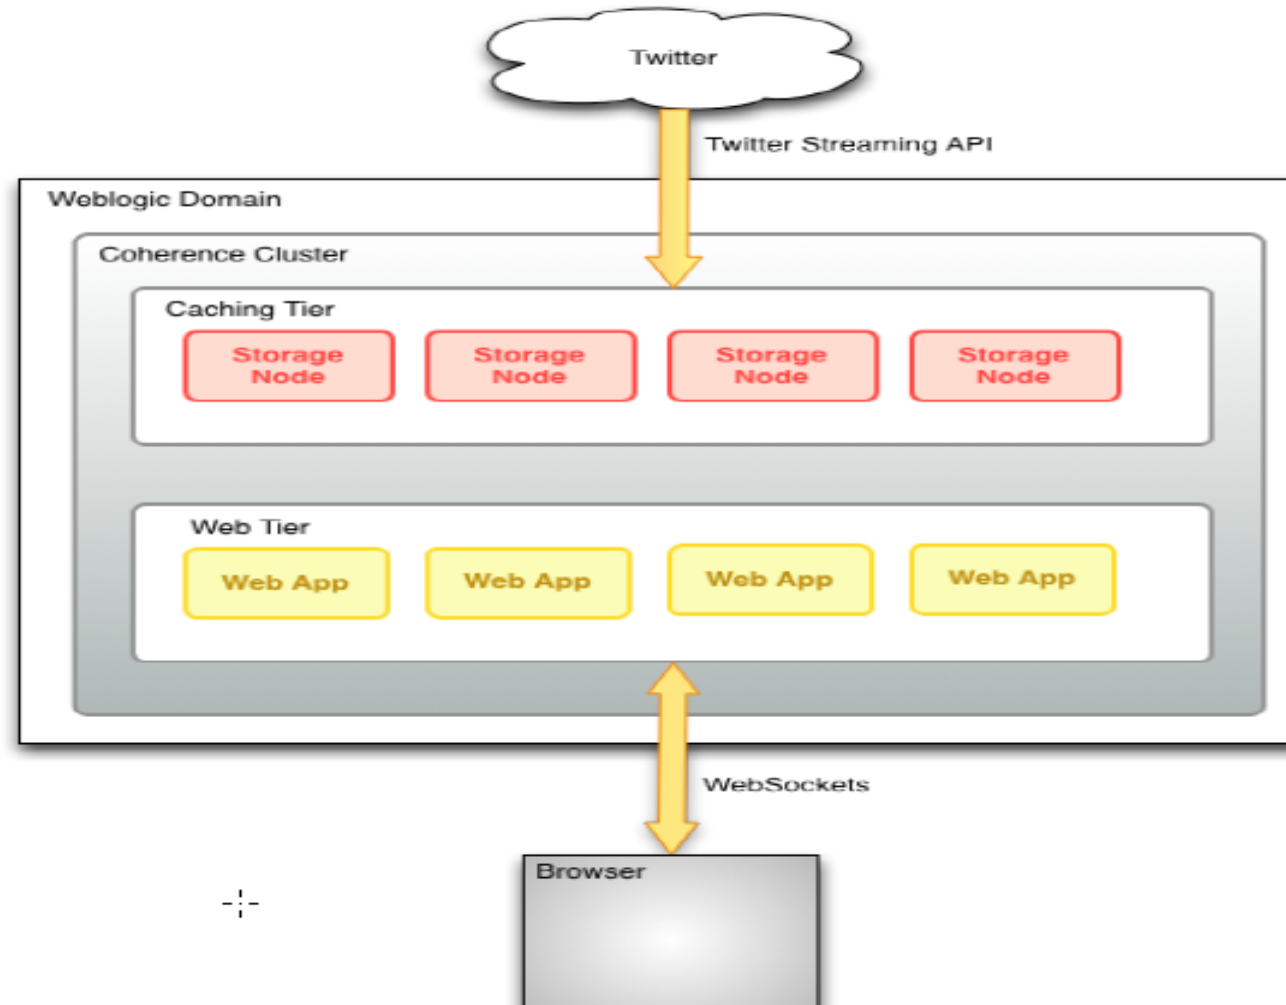 Twitter
Twitter Streaming API
Weblogic Domain
Coherence Cluster
Caching Tier
Storage
Node
Storage
Node
Storage
Node
Storage
Node
Web Tier
Web App
Web App
Web App
Web App
WebSockets
Browser